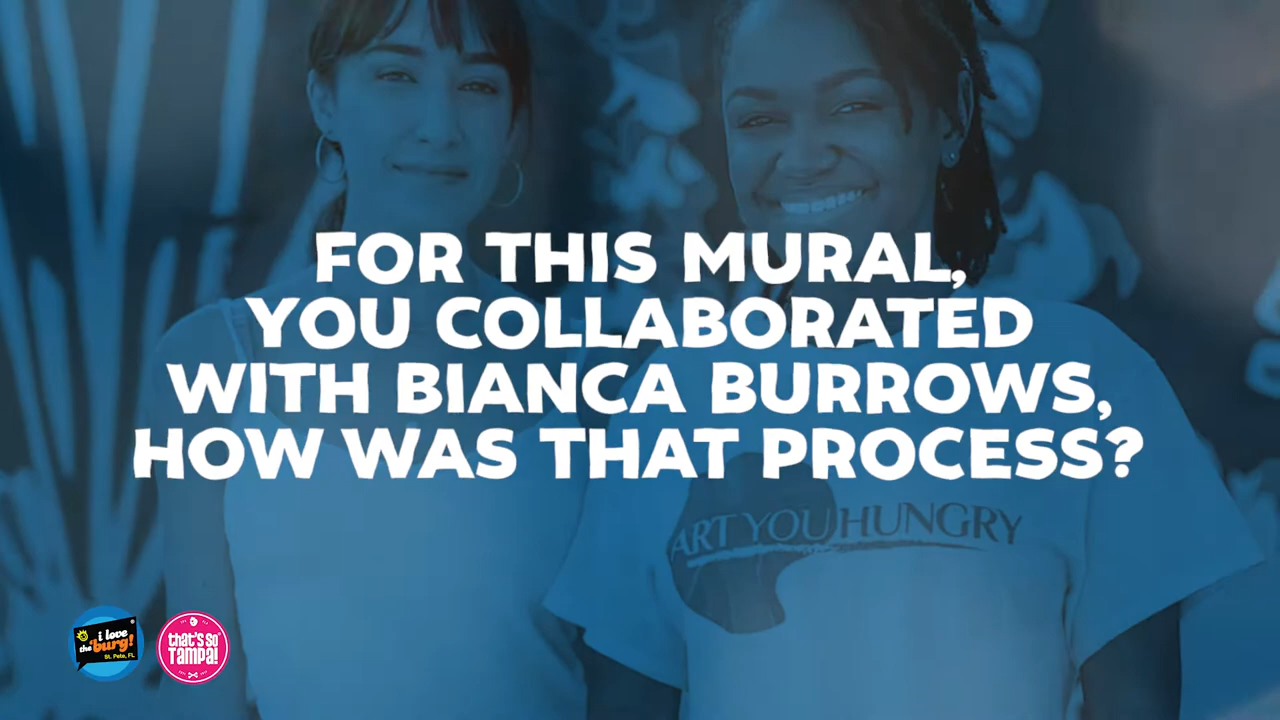 FOR THIS MURAL,
YOU COLLABORATED
WITH BIANCA BURROWS,
HOW WAS THAT PROCESS?
ART YOU HUNGRY
i love
the burg!
St. Pete, FL
that's so
TAMPA!